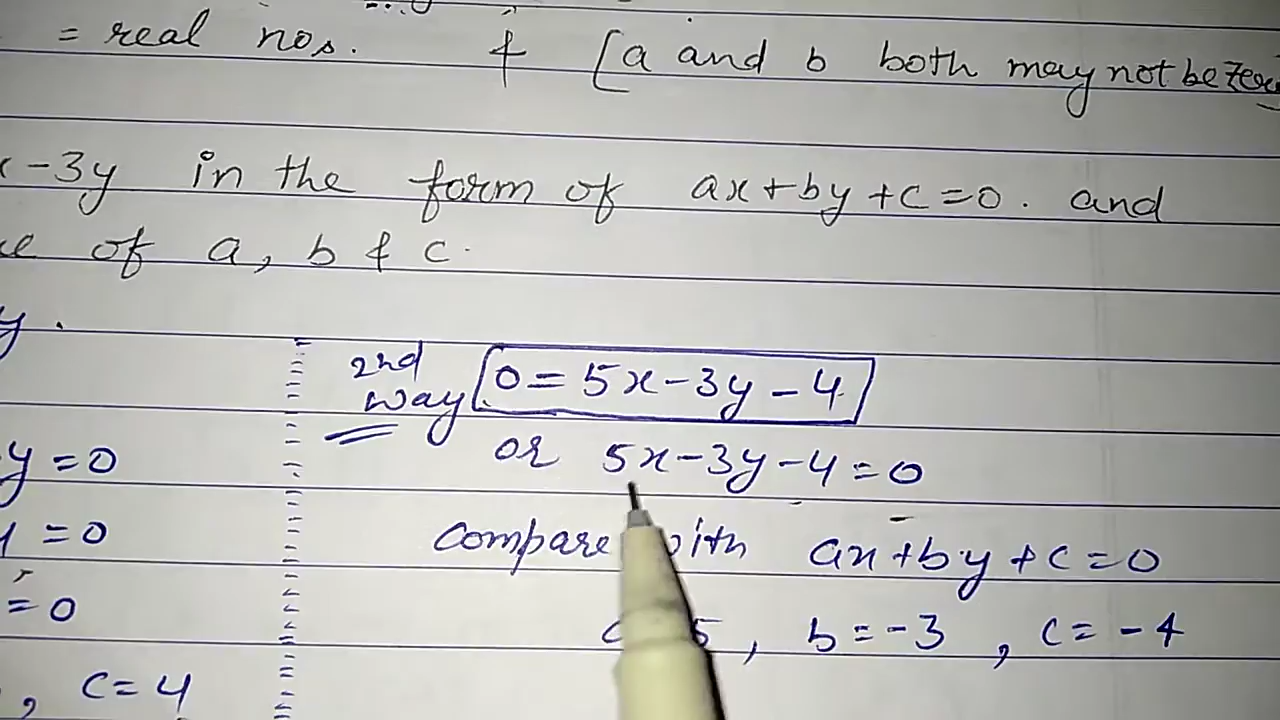 = real nos. & [a and b both may not be zero
x - 3y in the form of ax+by+c=0. and
of a, b & c.
y.
2nd way 0 = 5x-3y-4
y = 0
or 5x-3y-4=0
= 0
compare with ax+by+c=0
= 0
5, b=-3, c=-4
, c=4